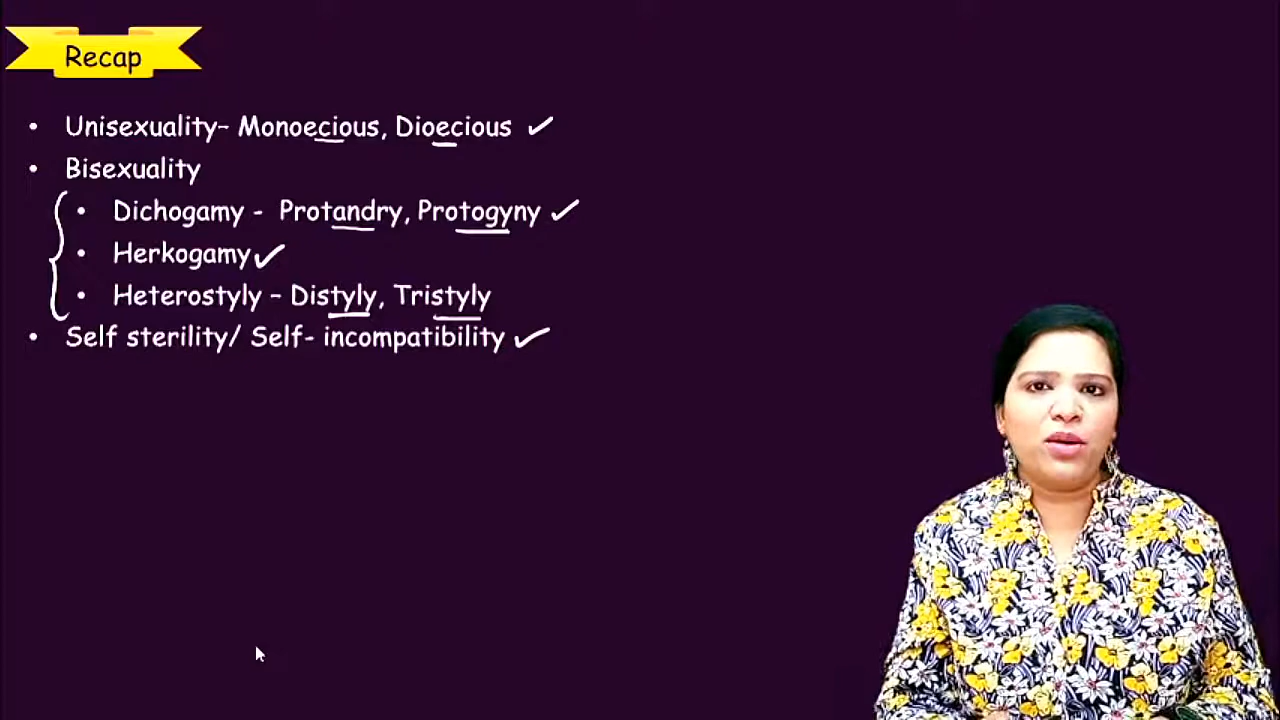 Recap
• Unisexuality- Monoecious, Dioecious ✓
• Bisexuality
• Dichogamy - Protandry, Protogyny ✓
• Herkogamy ✓
• Heterostyly - Distyly, Tristyly
• Self sterility/ Self- incompatibility ✓